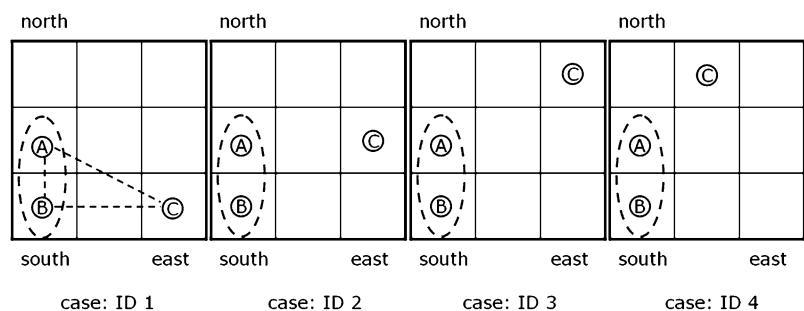 north north north north
C C
A A A C A
B C B B B
south east south east south east south east
case: ID 1 case: ID 2 case: ID 3 case: ID 4